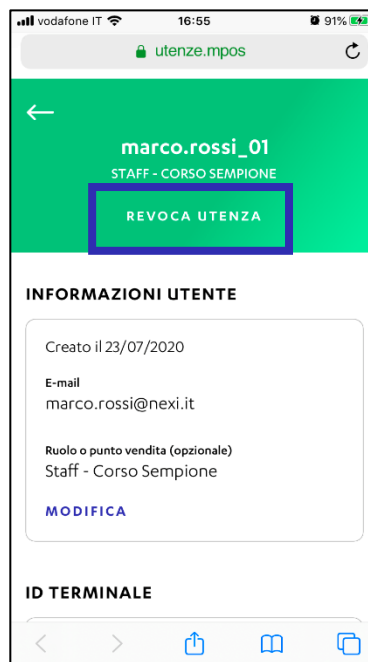 vodafone IT 16:55 91%
utenze.mpos
marco.rossi_01
STAFF - CORSO SEMPIONE
REVOCA UTENZA
INFORMAZIONI UTENTE
Creato il 23/07/2020
E-mail
marco.rossi@nexi.it
Ruolo o punto vendita (opzionale)
Staff - Corso Sempione
MODIFICA
ID TERMINALE